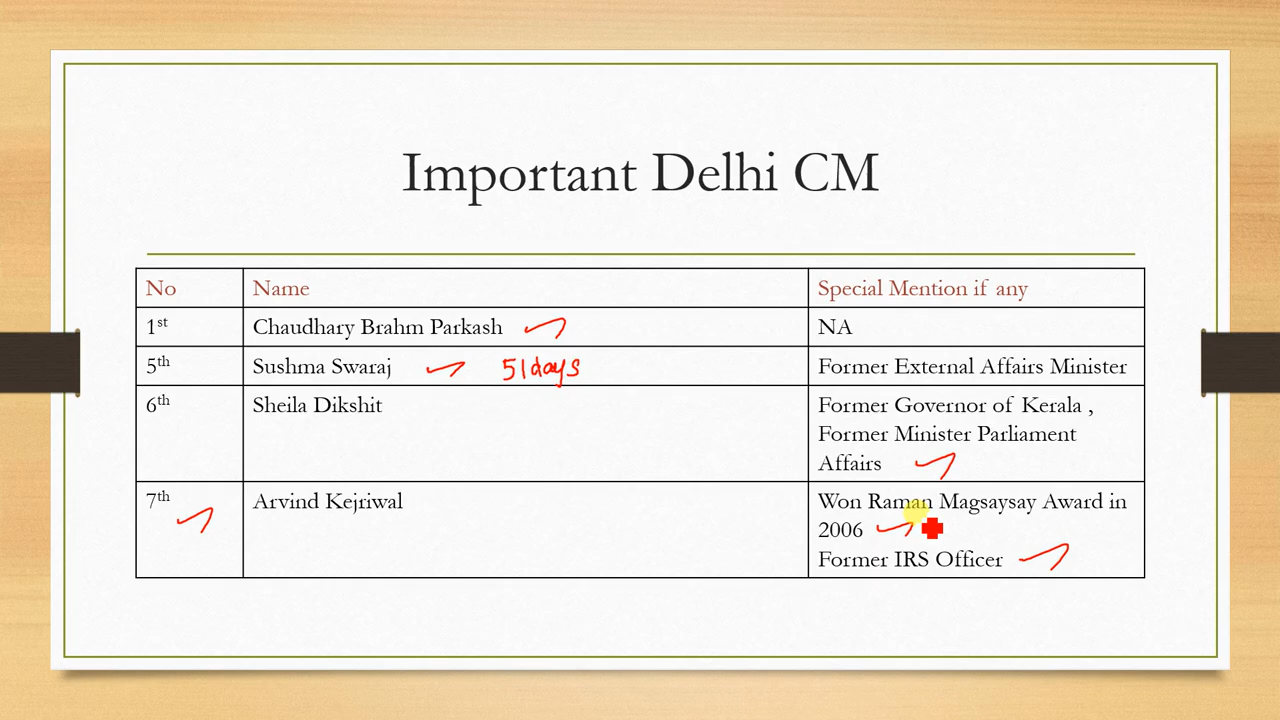 Important Delhi CM
No Name Special Mention if any
1st Chaudhary Brahm Parkash NA
5th Sushma Swaraj 51days Former External Affairs Minister
6th Sheila Dikshit Former Governor of Kerala ,
Former Minister Parliament
Affairs
7th Arvind Kejriwal Won Raman Magsaysay Award in
2006
Former IRS Officer